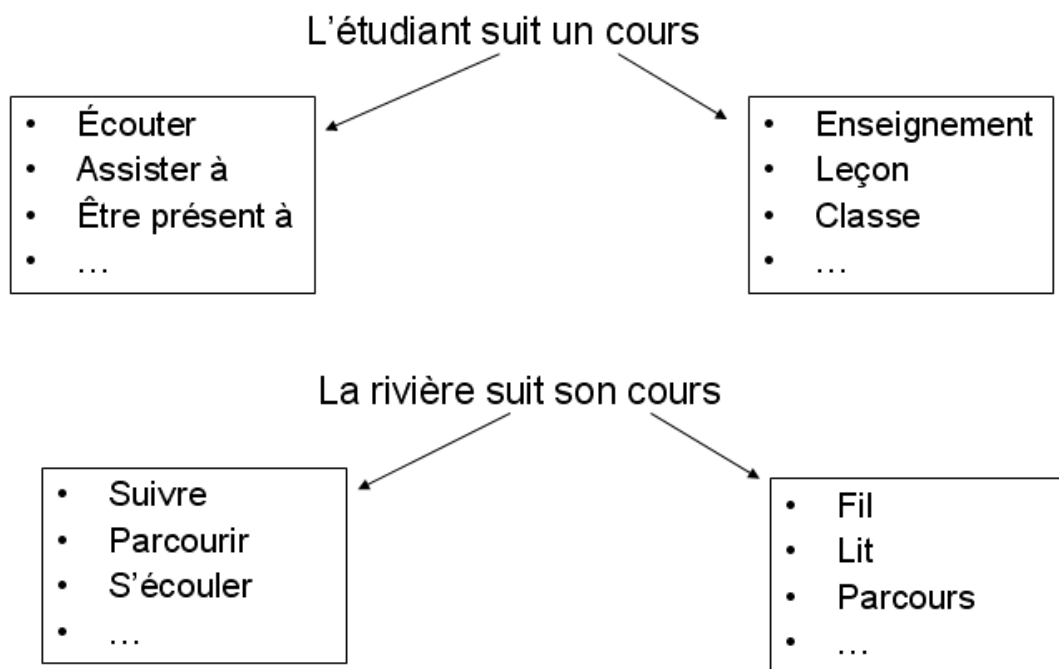 L’étudiant suit un cours
• Écouter
• Assister à
• Être présent à
• …
• Enseignement
• Leçon
• Classe
• …
La rivière suit son cours
• Suivre
• Parcourir
• S’écouler
• …
• Fil
• Lit
• Parcours
• …